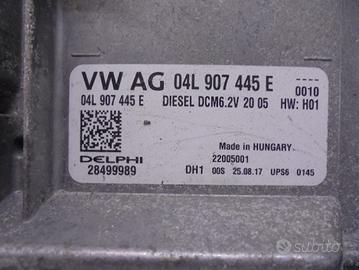 VW AG 04L 907 445 E ----
04L 907 445 E DIESEL DCM6.2V 20 05 0010 HW: H01
Made in HUNGARY
DELPHI 22005001
28499989 DH1 00S 25.08.17 UPS6 0145
subito